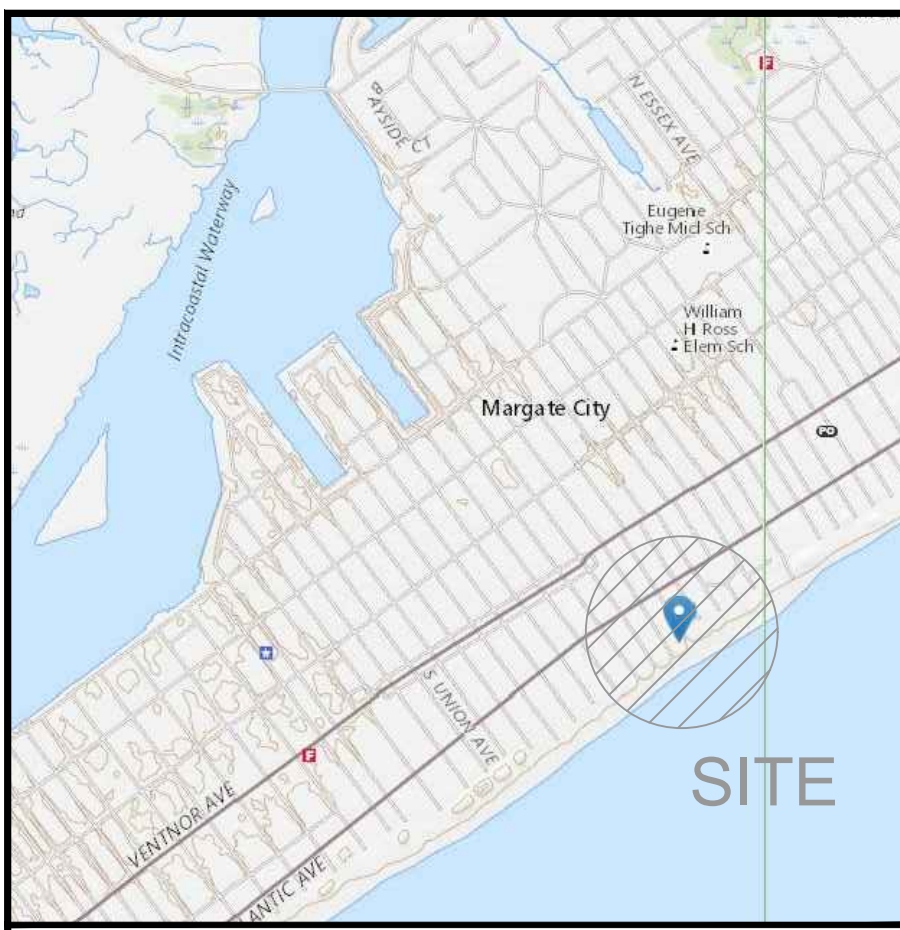 BAYSIDE CT
N ESSEX AVE
F
Eugene
Tighe Mid Sch
Intracoastal Waterway
William
H Ross
Elem Sch
Margate City
PO
S UNION AVE
SITE
F
VENTNOR AVE
LANTIC AVE